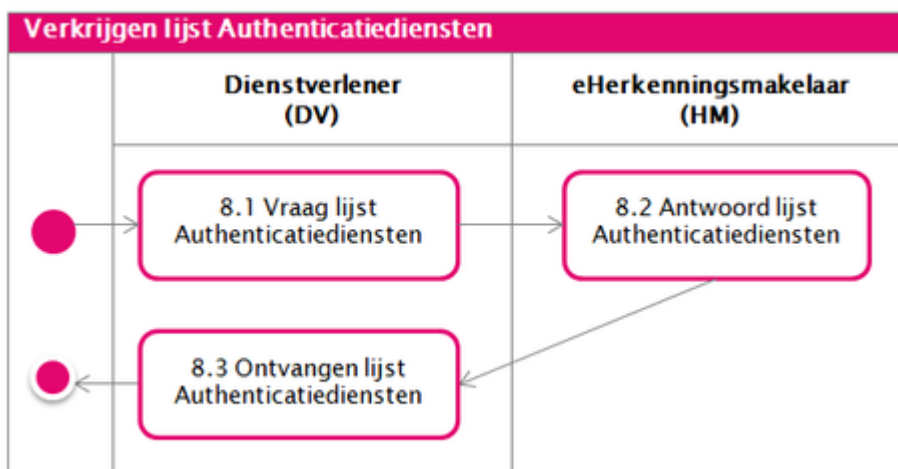 Verkrijgen lijst Authenticatiediensten
Dienstverlener
(DV)
eHerkenningsmakelaar
(HM)
8.1 Vraag lijst
Authenticatiediensten
8.2 Antwoord lijst
Authenticatiediensten
8.3 Ontvangen lijst
Authenticatiediensten